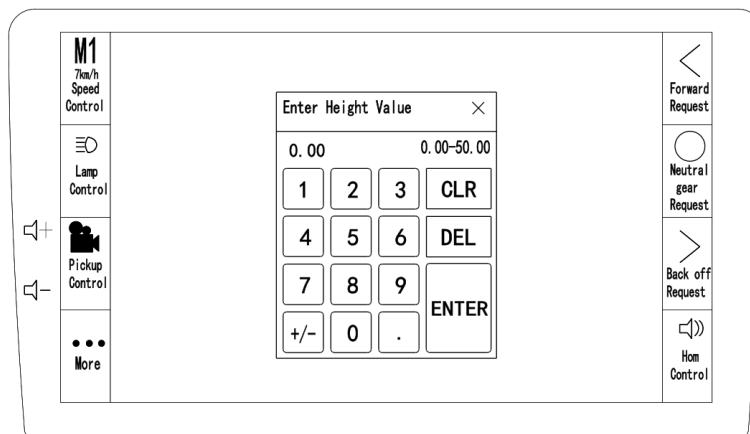 M1
7km/h
Speed
Control
Lamp
Control
Pickup
Control
More
Enter Height Value ×
0.00 0.00-50.00
1 2 3 CLR
4 5 6 DEL
7 8 9
ENTER
+/- 0 .
Forward
Request
Neutral
gear
Request
Back off
Request
Hom
Control